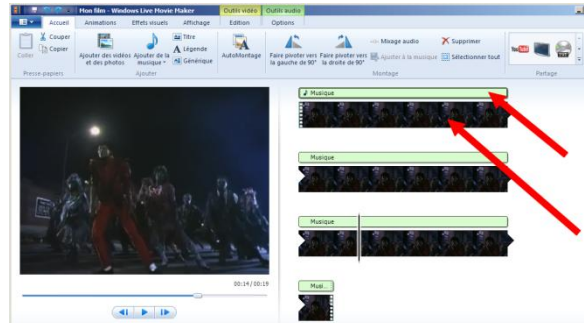 Mon film - Windows Live Movie Maker
Outils vidéo
Outils audio
Accueil
Animations
Effets visuels
Affichage
Edition
Options
Coller
Couper
Copier
Presse-papiers
Ajouter des vidéos
et des photos
Ajouter de la
musique
Titre
Légende
Générique
Ajouter
AutoMontage
Faire pivoter vers
la gauche de 90°
Faire pivoter vers
la droite de 90°
Mixage audio
Ajuster à la musique
Supprimer
Sélectionner tout
Montage
YouTube
Partage
Musique
Musique
Musique
Musi...
00:14/00:19